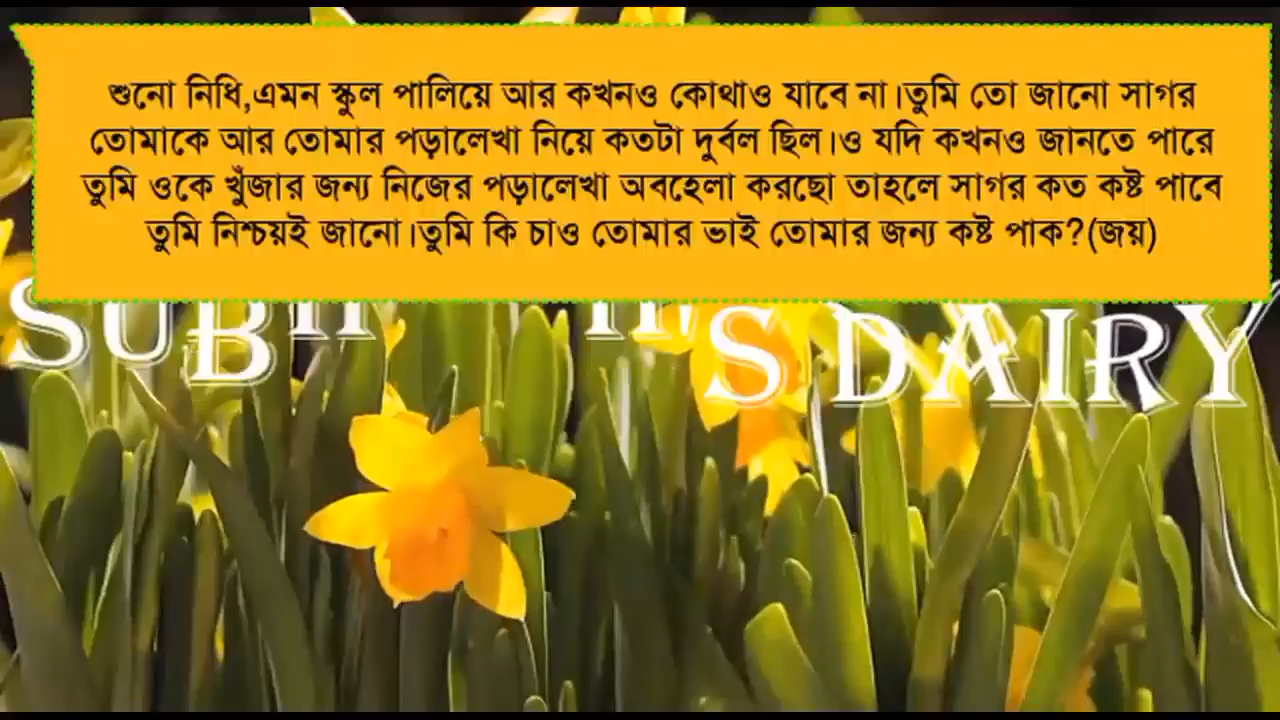 শুনো নিধি,এমন স্কুল পালিয়ে আর কখনও কোথাও যাবে না।তুমি তো জানো সাগর
তোমাকে আর তোমার পড়ালেখা নিয়ে কতটা দুর্বল ছিল।ও যদি কখনও জানতে পারে
তুমি ওকে খুঁজার জন্য নিজের পড়ালেখা অবহেলা করছো তাহলে সাগর কত কষ্ট পাবে
তুমি নিশ্চয়ই জানো।তুমি কি চাও তোমার ভাই তোমার জন্য কষ্ট পাক?(জয়)
S DAIRY